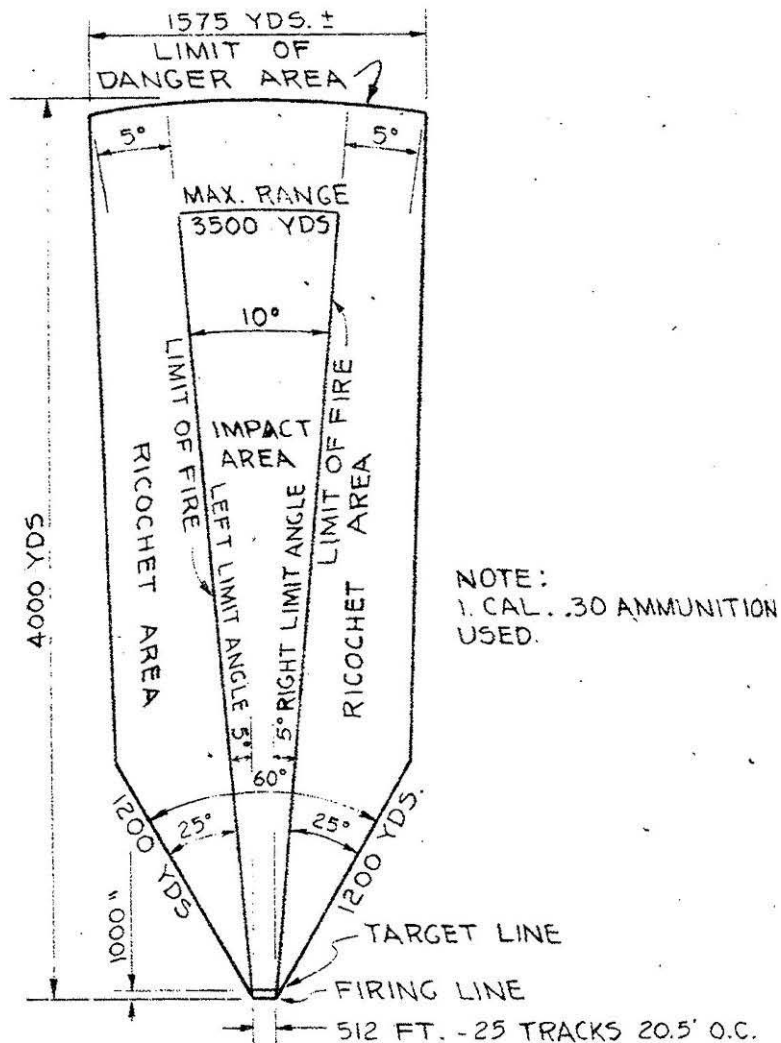 1575 YDS. ±
LIMIT OF
DANGER AREA
5°
5°
MAX. RANGE
3500 YDS
10°
LIMIT OF FIRE
LIMIT OF FIRE
IMPACT
AREA
RICOCHET AREA
RICOCHET AREA
4000 YDS
LEFT LIMIT ANGLE 5°
5° RIGHT LIMIT ANGLE
NOTE:
1. CAL. .30 AMMUNITION
USED.
60°
25°
25°
1200 YDS
1200 YDS.
1000"
TARGET LINE
FIRING LINE
512 FT. - 25 TRACKS 20.5' O.C.